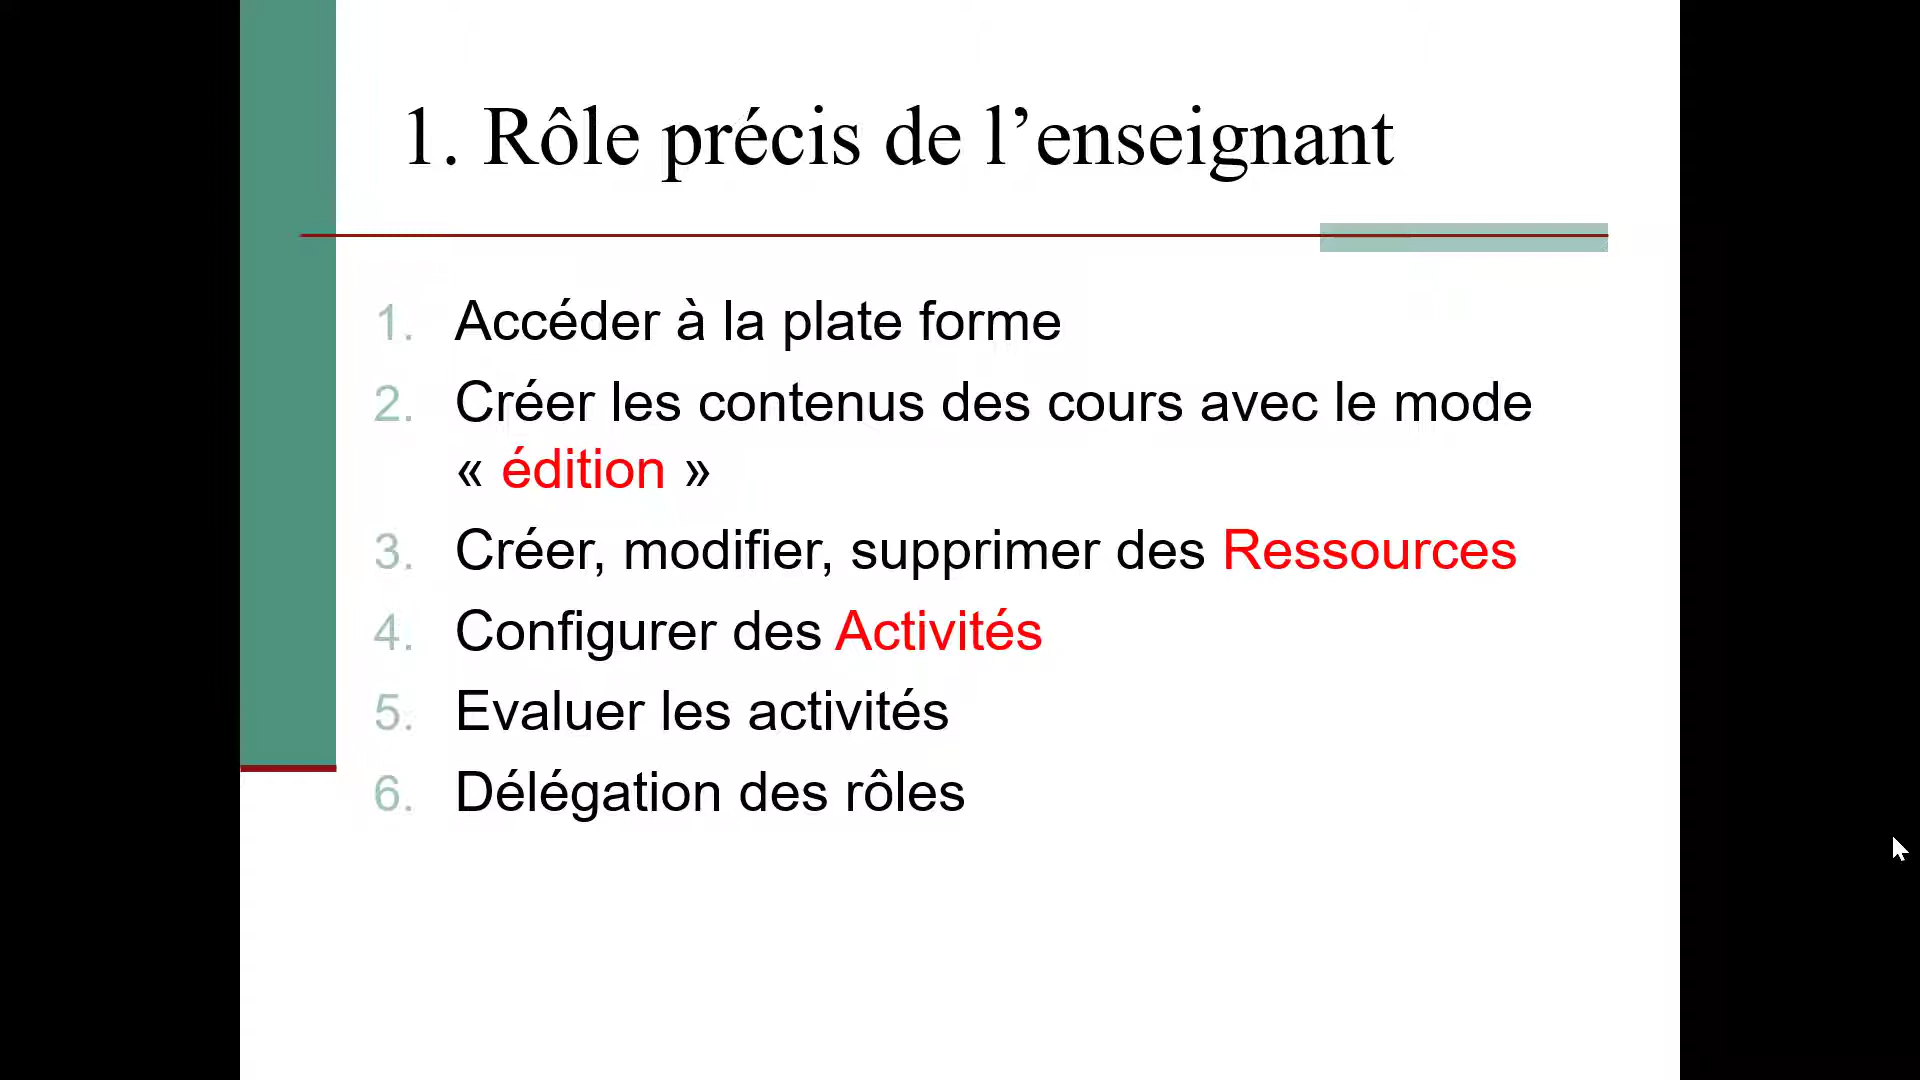 1. Rôle précis de l’enseignant
1. Accéder à la plate forme
2. Créer les contenus des cours avec le mode
« édition »
3. Créer, modifier, supprimer des Ressources
4. Configurer des Activités
5. Evaluer les activités
6. Délégation des rôles